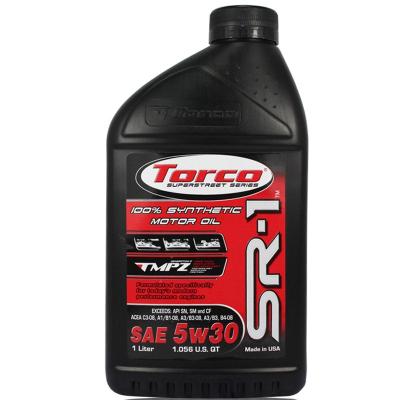 Torco
Torco
SUPERSTREET SERIES
100% SYNTHETIC
MOTOR OIL
TMPZ
Formulated specifically
for today's modern
performance engines
EXCEEDS: API SN, SM and CF
ACEA C3-08, A1/B1-08, A3/B3-08, A3/B3, B4-08
SAE 5w30
1 Liter 1.056 U.S. QT
SR-1™
Made in USA